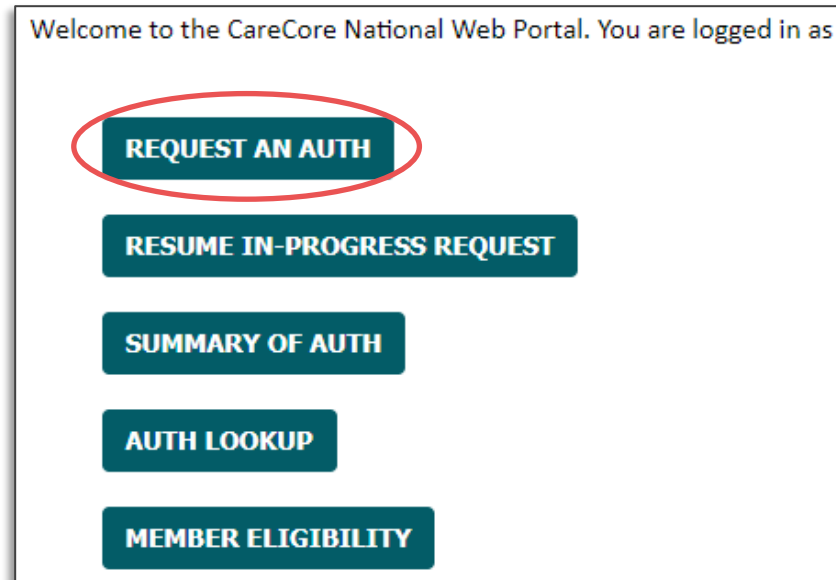 Welcome to the CareCore National Web Portal. You are logged in as
REQUEST AN AUTH
RESUME IN-PROGRESS REQUEST
SUMMARY OF AUTH
AUTH LOOKUP
MEMBER ELIGIBILITY